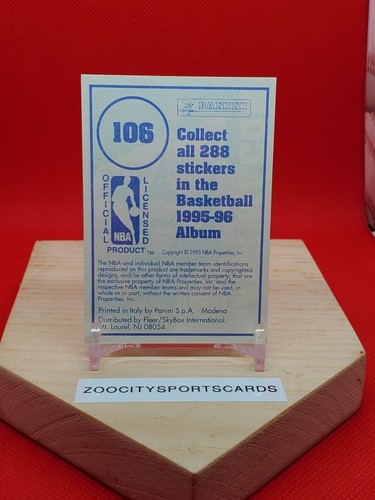 106
PANINI
Collect
all 288
stickers
in the
Basketball
1995-96
Album
OFFICIAL
LICENSED
NBA
PRODUCT TM
Copyright © 1995 NBA Properties, Inc.
The NBA and individual NBA member team identifications
reproduced on this product are trademarks and copyrighted
designs, and/or other forms of intellectual property, that are
the exclusive property of NBA Properties, Inc. and the
respective NBA member teams and may not be used, in
whole or in part, without the written consent of NBA
Properties, Inc.
Printed in Italy by Panini S.p.A. - Modena
Distributed by Fleer/SkyBox International,
Mt. Laurel, NJ 08054
ZOOCITYSPORTSCARDS